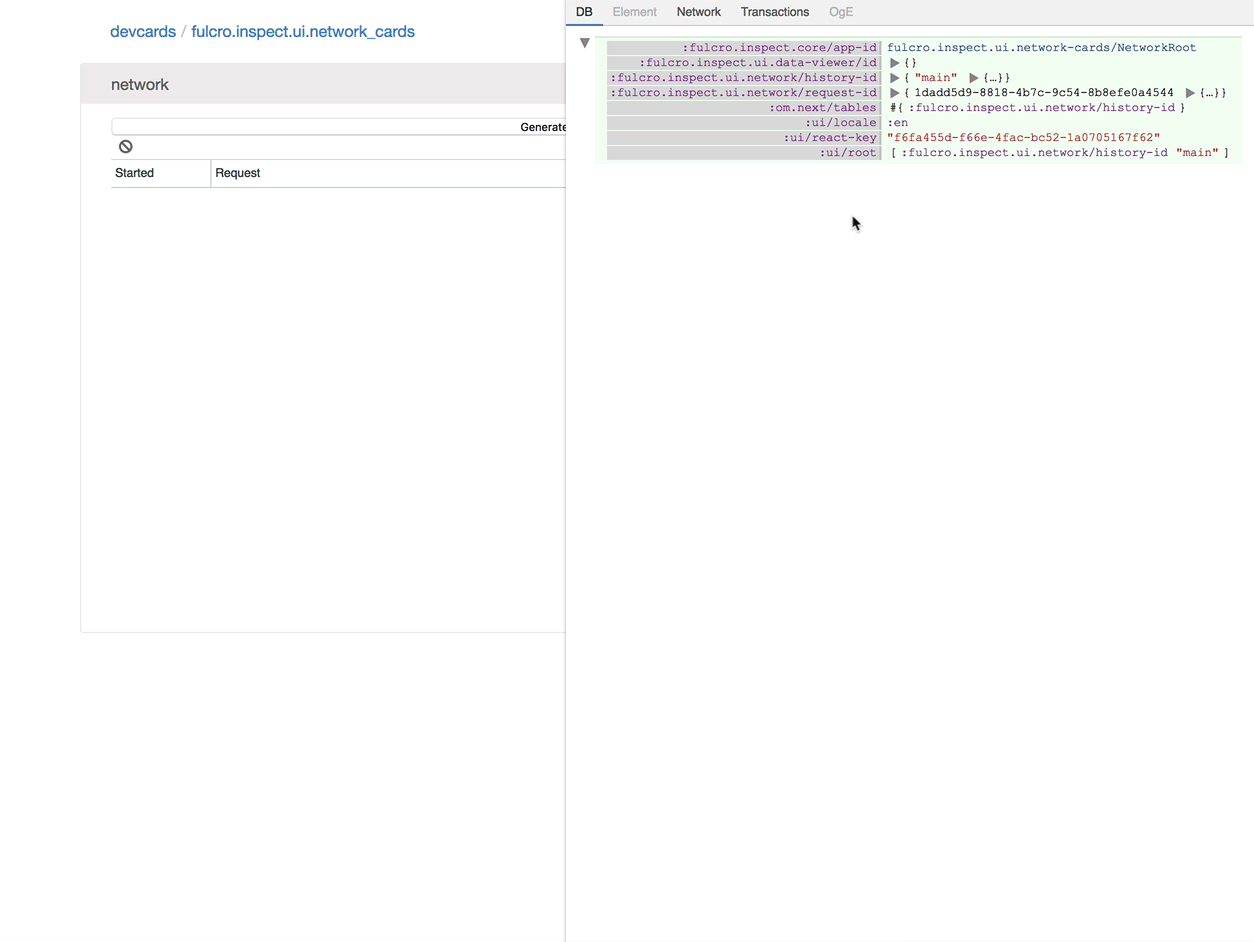 devcards / fulcro.inspect.ui.network_cards
network
Generate
Started Request
DB Element Network Transactions OgE
:fulcro.inspect.core/app-id fulcro.inspect.ui.network-cards/NetworkRoot
:fulcro.inspect.ui.data-viewer/id ▶ {}
:fulcro.inspect.ui.network/history-id ▶ { "main" ▶ {…}}
:fulcro.inspect.ui.network/request-id ▶ { 1dadd5d9-8818-4b7c-9c54-8b8efe0a4544 ▶ {…}}
:om.next/tables #{ :fulcro.inspect.ui.network/history-id }
:ui/locale :en
:ui/react-key "f6fa455d-f66e-4fac-bc52-1a0705167f62"
:ui/root [ :fulcro.inspect.ui.network/history-id "main" ]